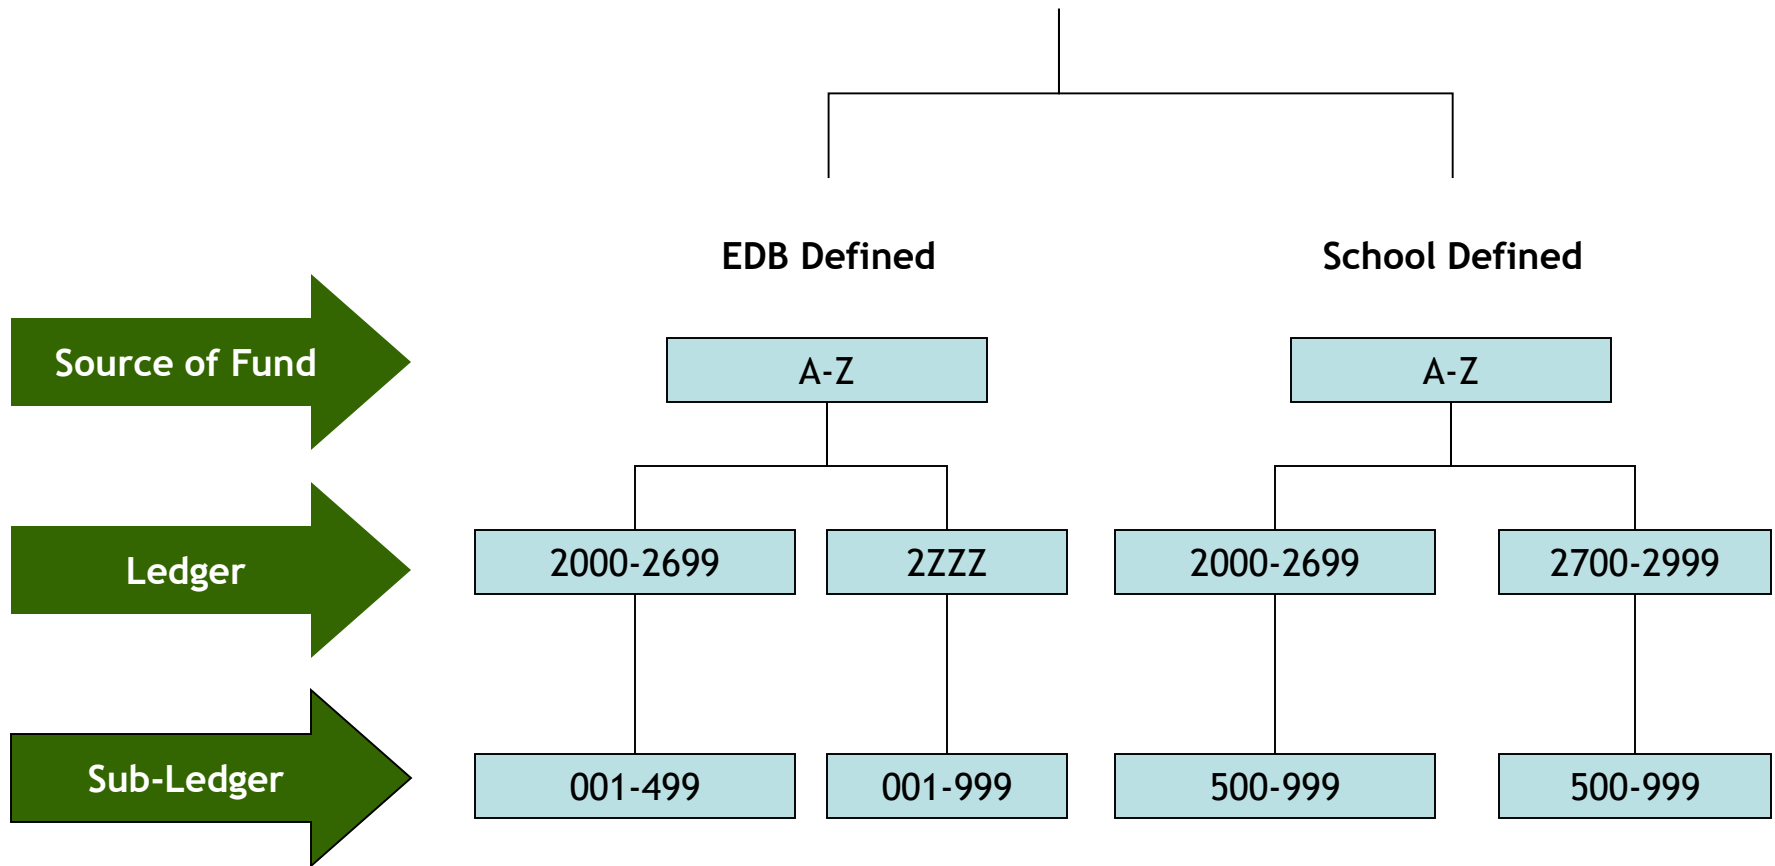 EDB Defined
School Defined
Source of Fund
A-Z
A-Z
Ledger
2000-2699
2ZZZ
2000-2699
2700-2999
Sub-Ledger
001-499
001-999
500-999
500-999